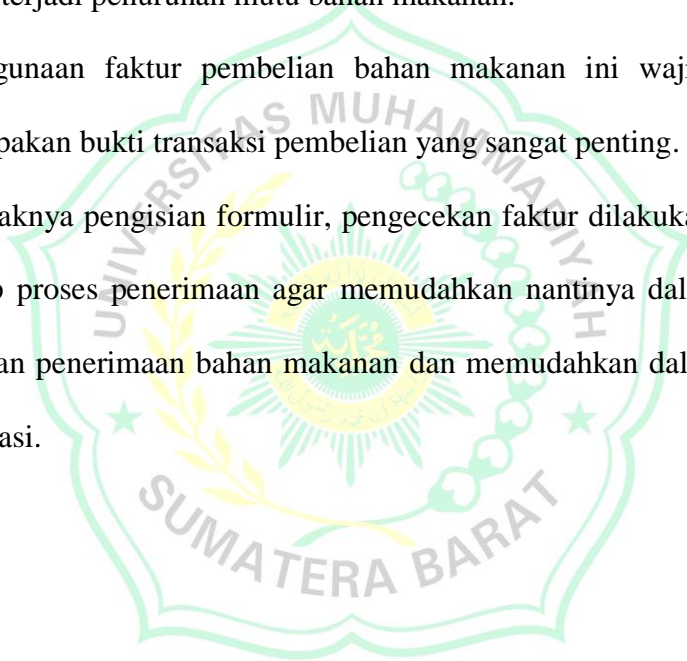 terjadi penurunan mutu bahan makanan.
gunaan faktur pembelian bahan makanan ini waj
pakan bukti transaksi pembelian yang sangat penting.
aknya pengisian formulir, pengecekan faktur dilakuka
proses penerimaan agar memudahkan nantinya dal
an penerimaan bahan makanan dan memudahkan dal
asi.
UNIVERSITAS MUHAMMADIYAH
SUMATERA BARAT